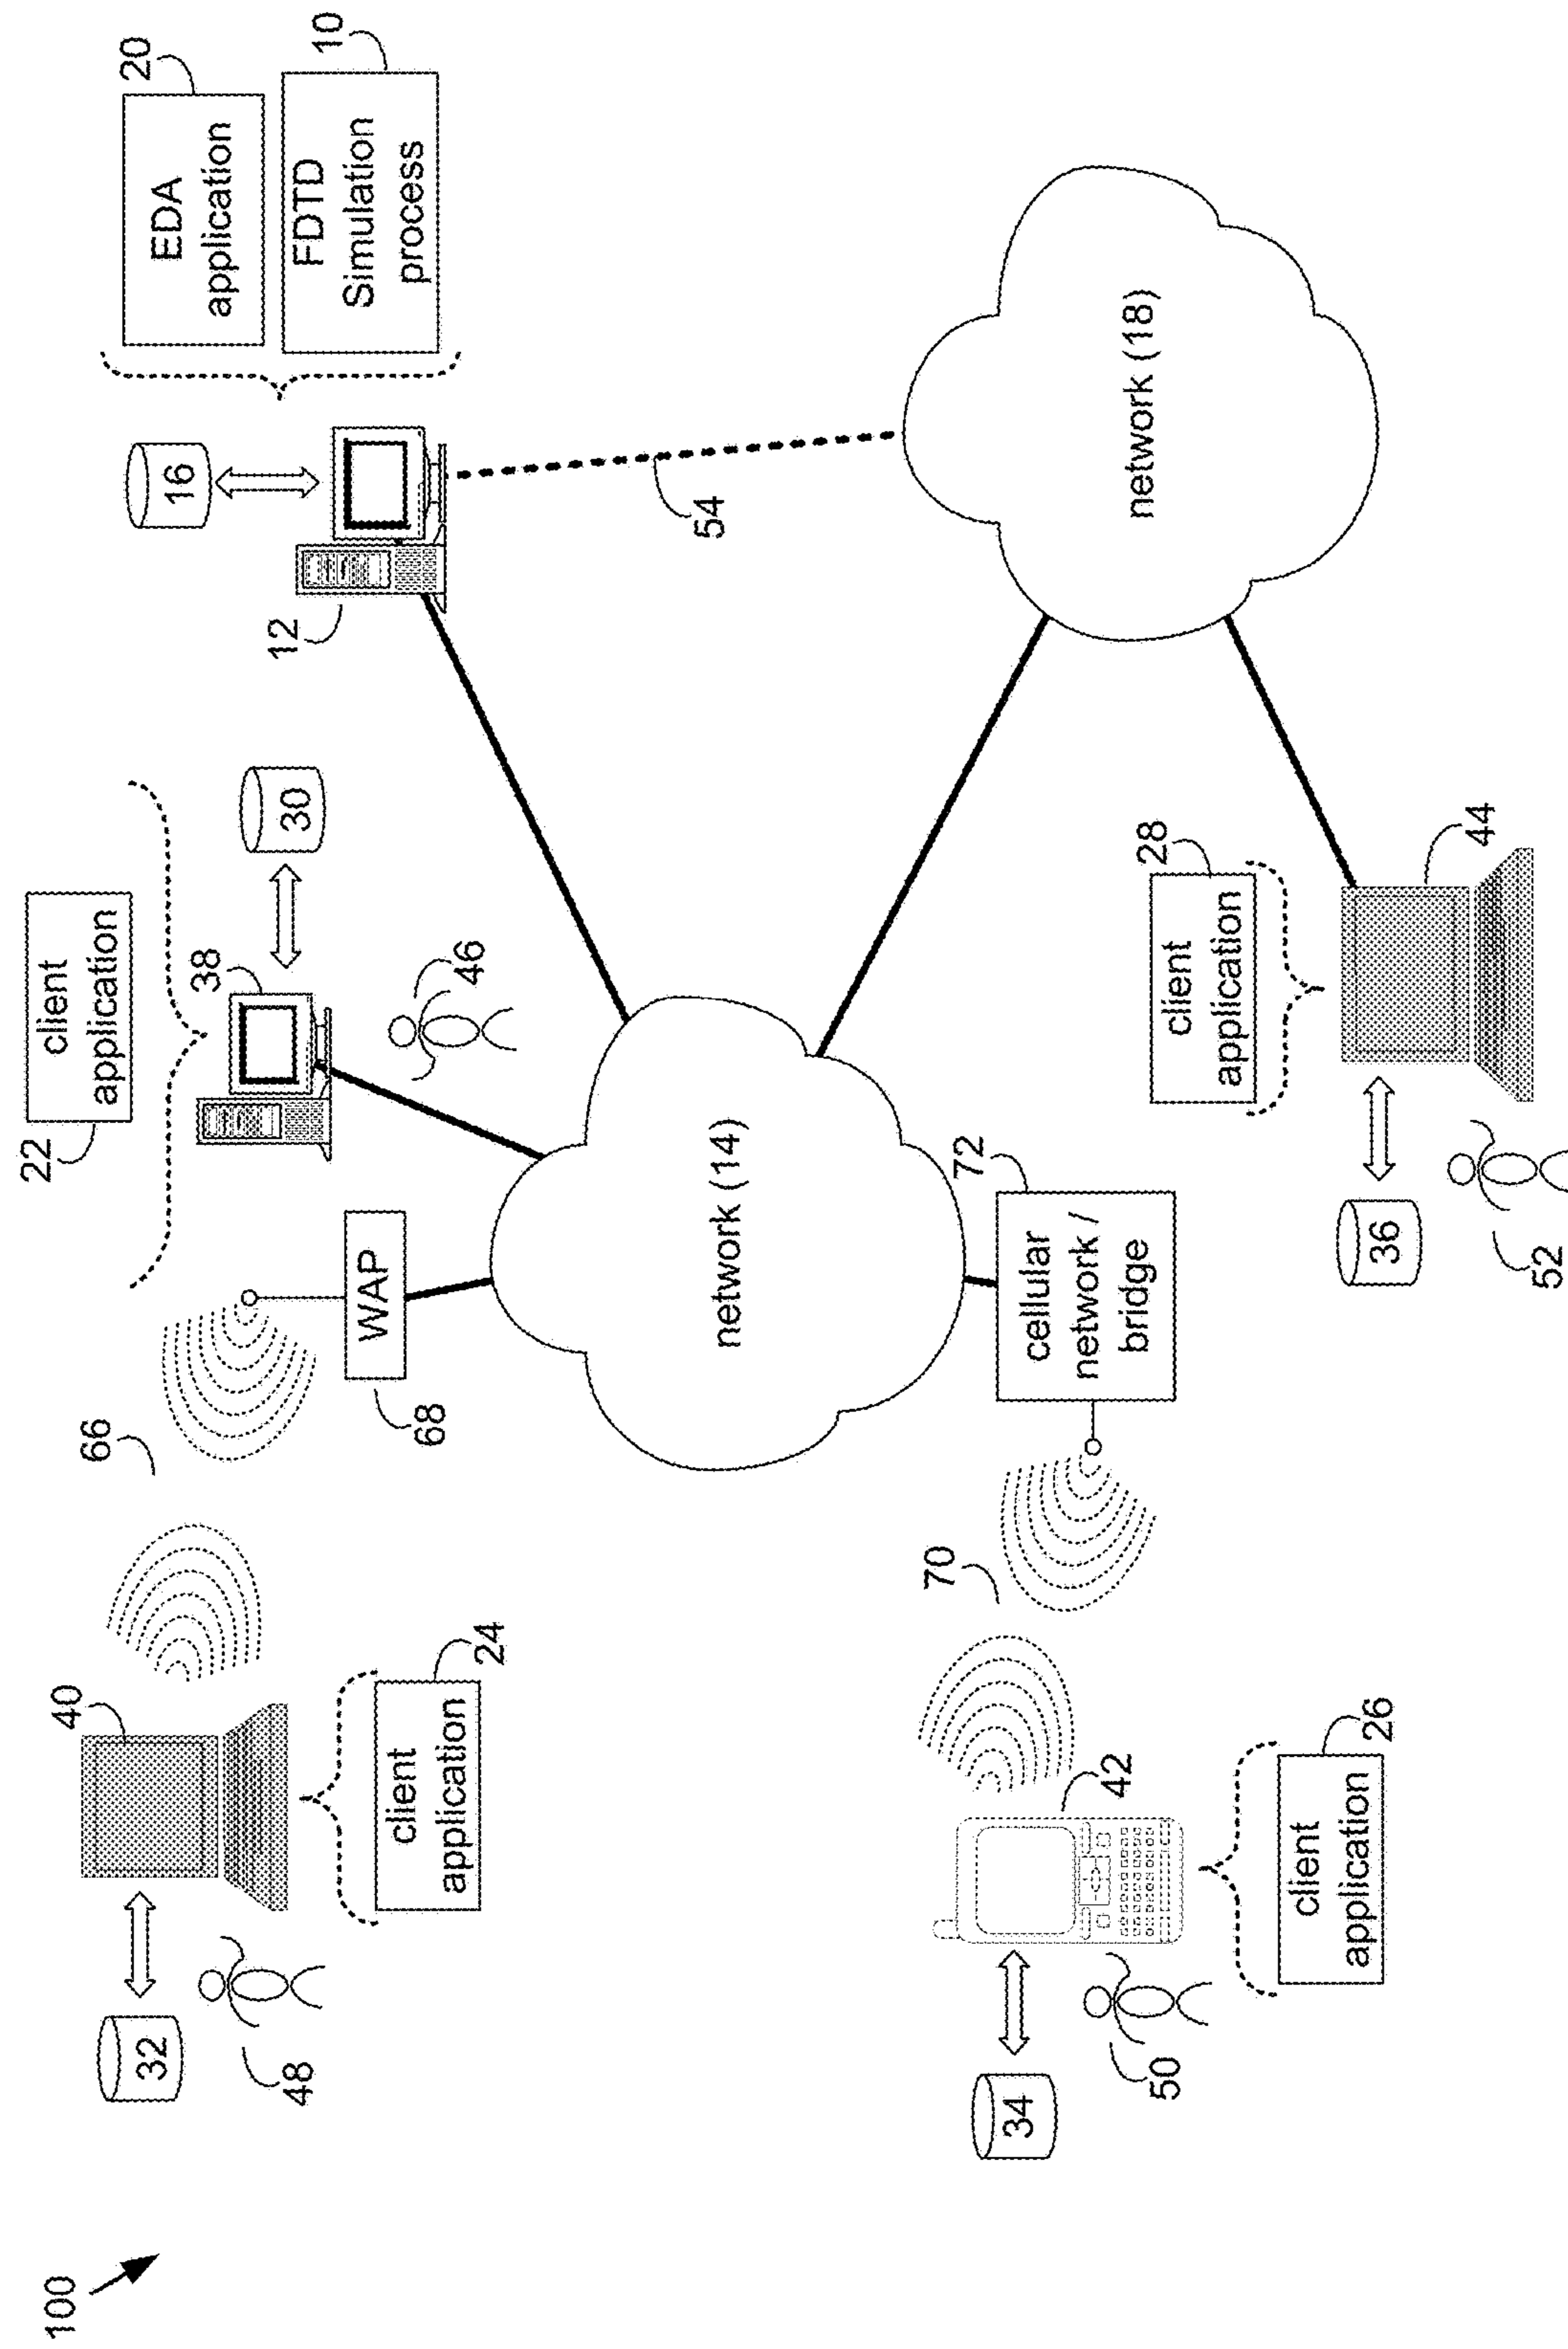 100
40
66
22
client
application
38
30
16
20
EDA
application
10
FDTD
Simulation
process
32
48
24
client
application
68
WAP
46
12
network (14)
54
network (18)
34
50
42
70
72
cellular
network /
bridge
26
client
application
28
client
application
44
36
52